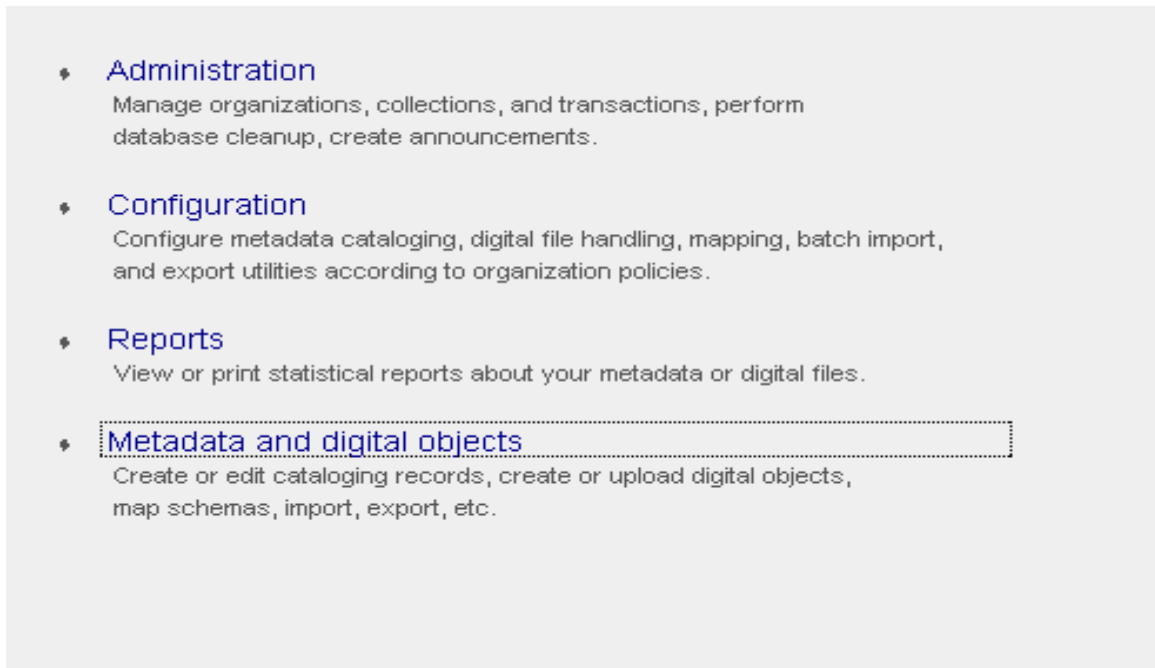 Administration
Manage organizations, collections, and transactions, perform
database cleanup, create announcements.
Configuration
Configure metadata cataloging, digital file handling, mapping, batch import,
and export utilities according to organization policies.
Reports
View or print statistical reports about your metadata or digital files.
Metadata and digital objects
Create or edit cataloging records, create or upload digital objects,
map schemas, import, export, etc.